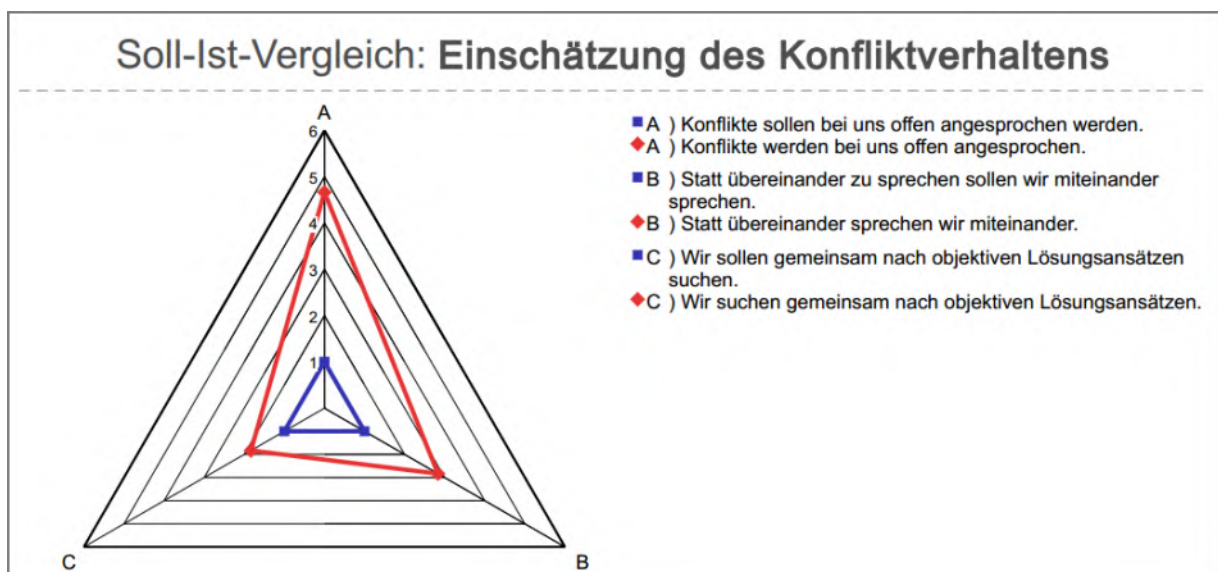 Soll-Ist-Vergleich: Einschätzung des Konfliktverhaltens
A
6
5
4
3
2
1
C
B
A ) Konflikte sollen bei uns offen angesprochen werden.
A ) Konflikte werden bei uns offen angesprochen.
B ) Statt übereinander zu sprechen sollen wir miteinander
sprechen.
B ) Statt übereinander sprechen wir miteinander.
C ) Wir sollen gemeinsam nach objektiven Lösungsansätzen
suchen.
C ) Wir suchen gemeinsam nach objektiven Lösungsansätzen.